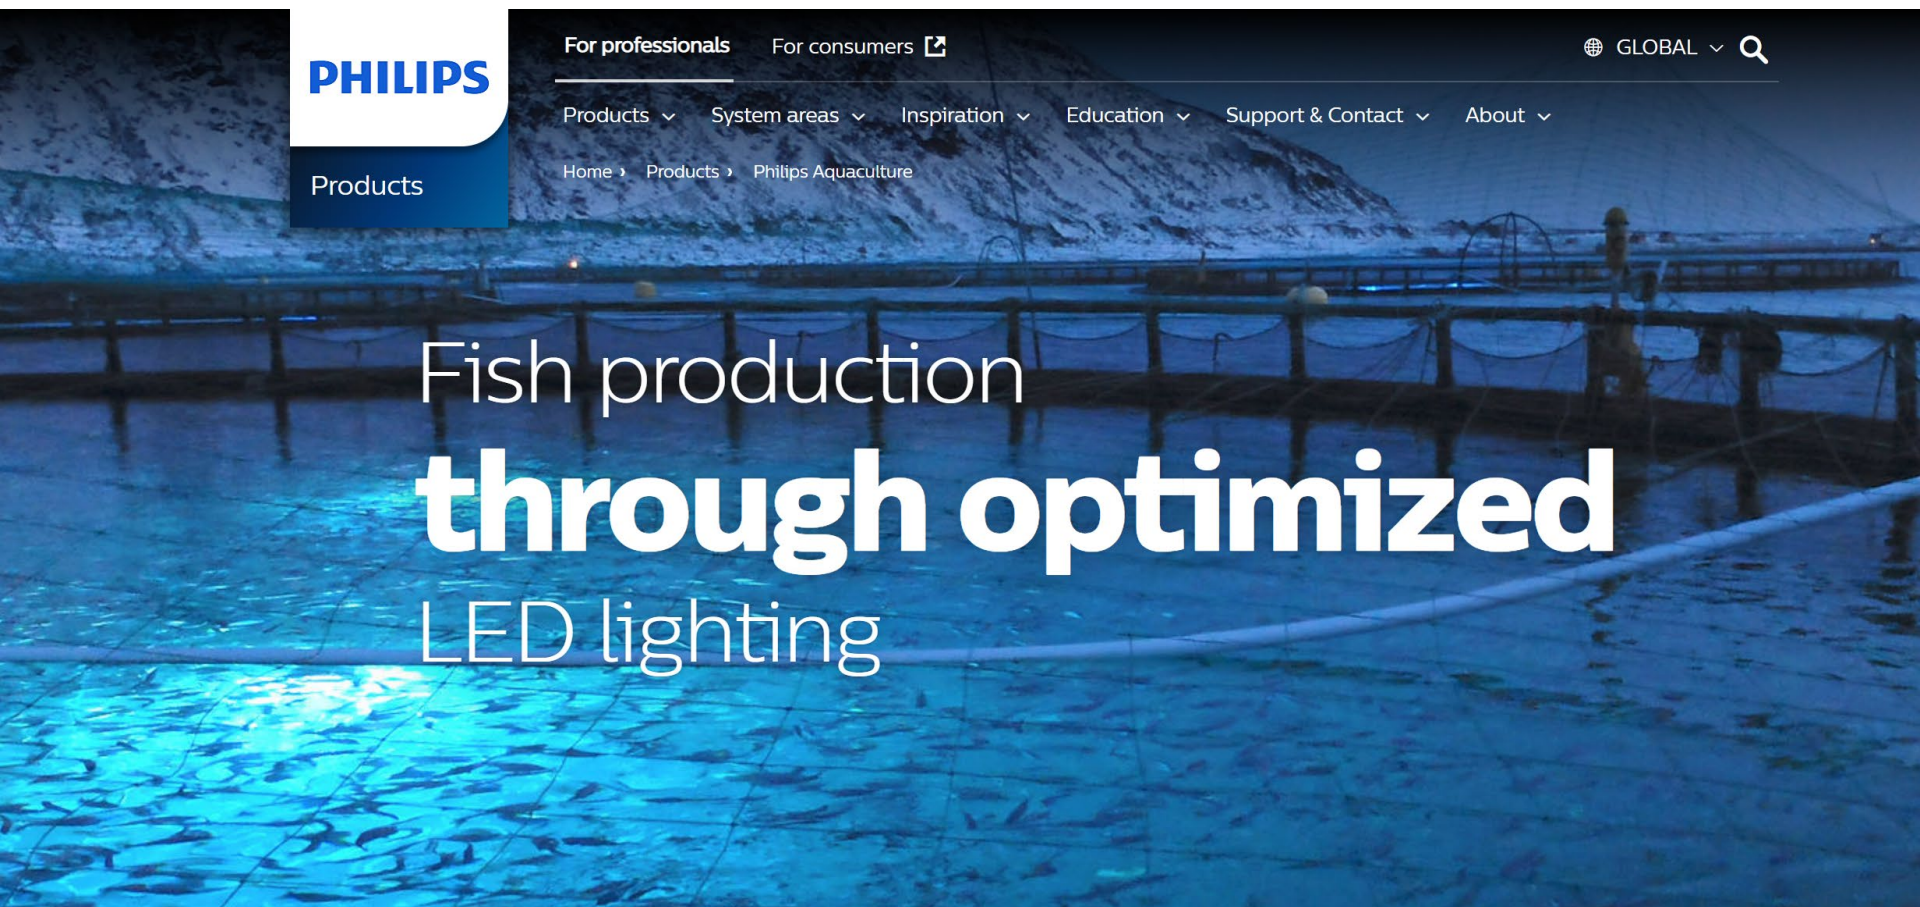 PHILIPS
Products
For professionals
For consumers
GLOBAL
Products
System areas
Inspiration
Education
Support & Contact
About
Home › Products › Philips Aquaculture
Fish production
through optimized
LED lighting